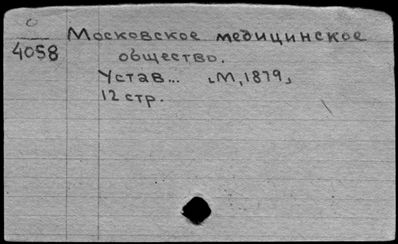 О
4058
Московское медицинское
общество.
Устав... [М, 1879]
12 стр.